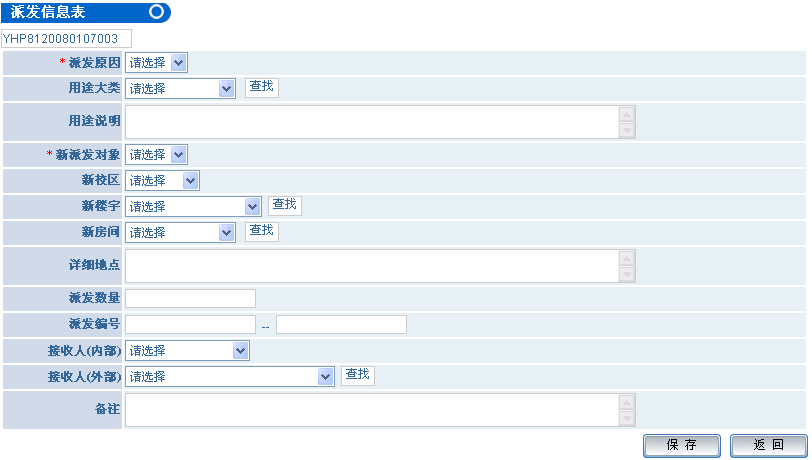 派发信息表
YHP8120080107003
* 派发原因 请选择
用途大类 请选择 查找
用途说明
* 新派发对象 请选择
新校区 请选择
新楼宇 请选择 查找
新房间 请选择 查找
详细地点
派发数量
派发编号 --
接收人(内部) 请选择
接收人(外部) 请选择 查找
备注
保 存 返 回